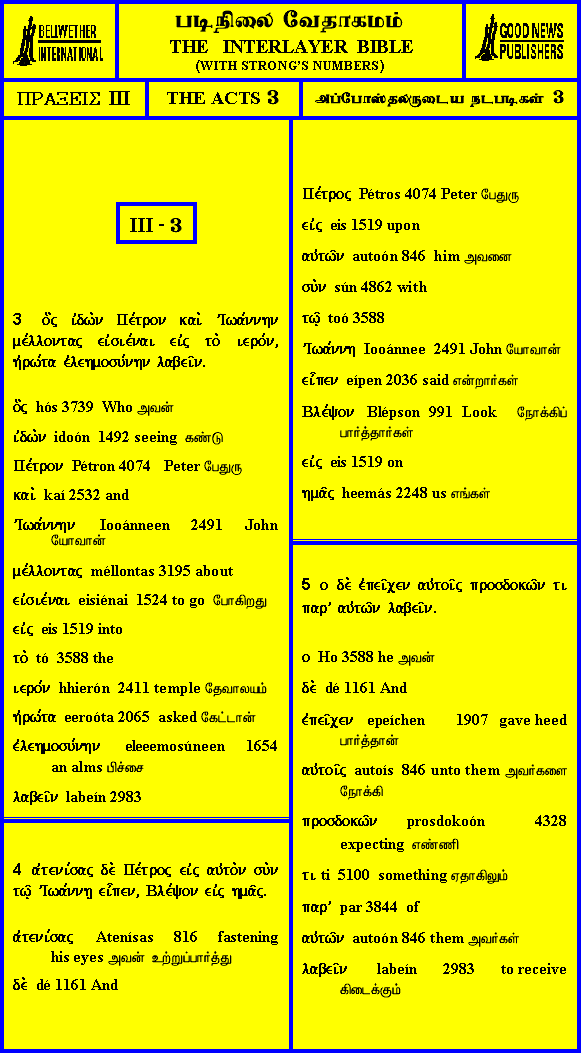 BELLWETHER
INTERNATIONAL
படிநிலை வேதாகமம்
THE INTERLAYER BIBLE
(WITH STRONG'S NUMBERS)
GOOD NEWS
PUBLISHERS
ΠΡΑΞΕΙΣ III
THE ACTS 3
அப்போஸ்தலருடைய நடபடிகள் 3
III - 3
3 ὃς ἰδὼν Πέτρον καὶ Ἰωάννην
μέλλοντας εἰσιέναι εἰς τὸ ιερόν,
ἠρώτα ἐλεημοσύνην λαβεῖν.
ὃς hós 3739 Who அவன்
ἰδὼν idoón 1492 seeing கண்டு
Πέτρον Pétron 4074 Peter பேதுரு
καὶ kaí 2532 and
Ἰωάννην Iooánneen 2491 John
யோவான்
μέλλοντας méllontas 3195 about
εἰσιέναι eisiénai 1524 to go போகிறது
εἰς eis 1519 into
τὸ tó 3588 the
ιερόν hhierón 2411 temple தேவாலயம்
ἠρώτα eeroóta 2065 asked கேட்டான்
ἐλεημοσύνην eleeemosúneen 1654
an alms பிச்சை
λαβεῖν labeín 2983
4 ἀτενίσας δὲ Πέτρος εἰς αὐτὸν σὺν
τῷ Ἰωάννῃ εἶπεν, Βλέψον εἰς ημᾶς.
ἀτενίσας Atenísas 816 fastening
his eyes அவன் உற்றுப்பார்த்து
δὲ dé 1161 And
Πέτρος Pétros 4074 Peter பேதுரு
εἰς eis 1519 upon
αὐτῶν autoón 846 him அவனை
σὺν sún 4862 with
τῷ toó 3588
Ἰωάννη Iooánnee 2491 John யோவான்
εἶπεν eípen 2036 said என்றார்கள்
Βλέψον Blépson 991 Look நோக்கிப்
பார்த்தார்கள்
εἰς eis 1519 on
ημᾶς heemás 2248 us எங்கள்
5 ο δὲ ἐπεῖχεν αὐτοῖς προσδοκῶν τι
παρ' αὐτῶν λαβεῖν.
ο Ho 3588 he அவன்
δὲ dé 1161 And
ἐπεῖχεν epeíchen 1907 gave heed
பார்த்தான்
αὐτοῖς autoís 846 unto them அவர்களை
நோக்கி
προσδοκῶν prosdokoón 4328
expecting எண்ணி
τι ti 5100 something ஏதாகிலும்
παρ' par 3844 of
αὐτῶν autoón 846 them அவர்கள்
λαβεῖν labeín 2983 to receive
கிடைக்கும்